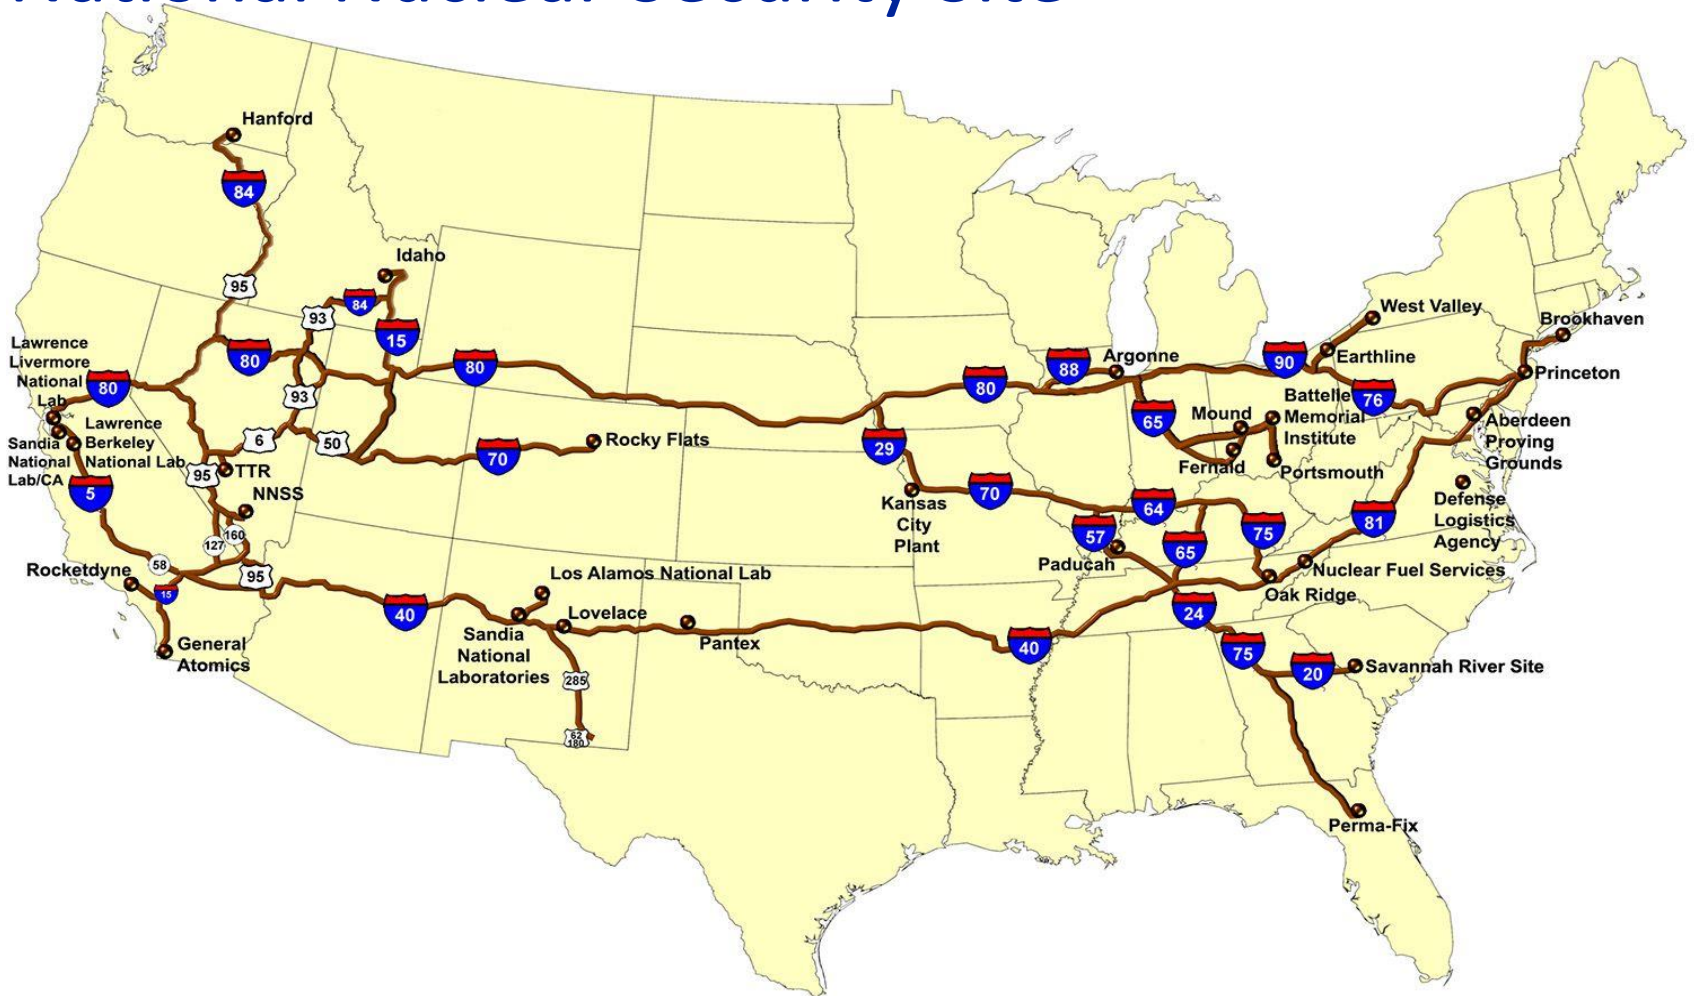 National Nuclear Security Site
Hanford
84
95
Idaho
84
93
15
80
80
93
Lawrence
Livermore
National
Lab
80
Lawrence
Berkeley
National Lab
Sandia
National
Lab/CA
6
50
95
TTR
NNSS
5
127
160
58
95
Rocketdyne
15
General
Atomics
70
Rocky Flats
40
Los Alamos National Lab
Lovelace
Sandia
National
Laboratories
Pantex
285
62
180
80
88
Argonne
90
West Valley
Earthline
Brookhaven
Princeton
76
29
65
Mound
Battelle
Memorial
Institute
Fernald
Portsmouth
Aberdeen
Proving
Grounds
Kansas
City
Plant
70
64
57
Paducah
65
75
81
Defense
Logistics
Agency
Nuclear Fuel Services
Oak Ridge
24
40
75
20
Savannah River Site
Perma-Fix